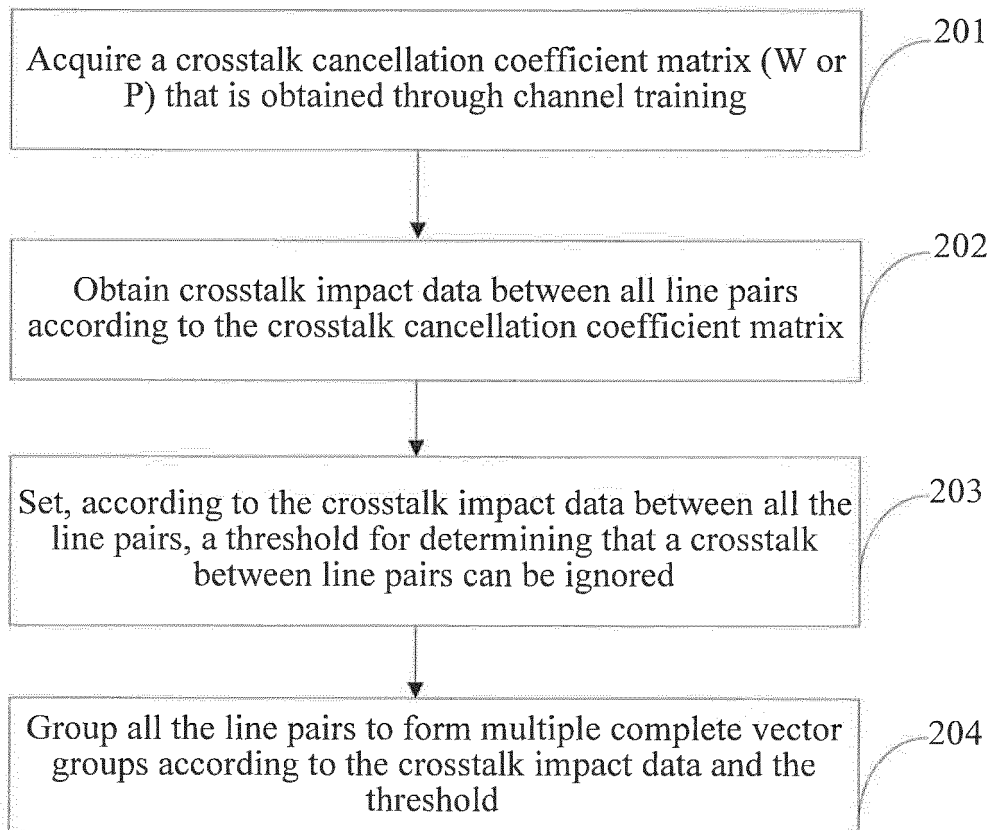 201
Acquire a crosstalk cancellation coefficient matrix (W or
P) that is obtained through channel training
202
Obtain crosstalk impact data between all line pairs
according to the crosstalk cancellation coefficient matrix
203
Set, according to the crosstalk impact data between all the
line pairs, a threshold for determining that a crosstalk
between line pairs can be ignored
204
Group all the line pairs to form multiple complete vector
groups according to the crosstalk impact data and the
threshold